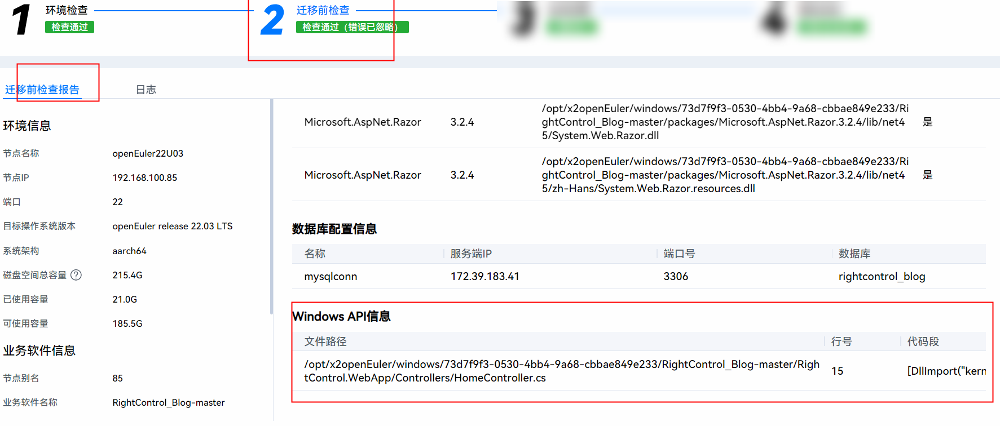 1 环境检查
检查通过
2 迁移前检查
检查通过（错误已忽略）
迁移前检查报告 日志
环境信息
节点名称 openEuler22U03
节点IP 192.168.100.85
端口 22
目标操作系统版本 openEuler release 22.03 LTS
系统架构 aarch64
磁盘空间总容量 ? 215.4G
已使用容量 21.0G
可使用容量 185.5G
业务软件信息
节点别名 85
业务软件名称 RightControl_Blog-master
/opt/x2openEuler/windows/73d7f9f3-0530-4bb4-9a68-cbbae849e233/Ri
Microsoft.AspNet.Razor 3.2.4 ghtControl_Blog-master/packages/Microsoft.AspNet.Razor.3.2.4/lib/net4 是
5/System.Web.Razor.dll
/opt/x2openEuler/windows/73d7f9f3-0530-4bb4-9a68-cbbae849e233/Ri
Microsoft.AspNet.Razor 3.2.4 ghtControl_Blog-master/packages/Microsoft.AspNet.Razor.3.2.4/lib/net4 是
5/zh-Hans/System.Web.Razor.resources.dll
数据库配置信息
名称 服务端IP 端口号 数据库
mysqlconn 172.39.183.41 3306 rightcontrol_blog
Windows API信息
文件路径 行号 代码段
/opt/x2openEuler/windows/73d7f9f3-0530-4bb4-9a68-cbbae849e233/RightControl_Blog-master/Righ
tControl.WebApp/Controllers/HomeController.cs 15 [DllImport("kern